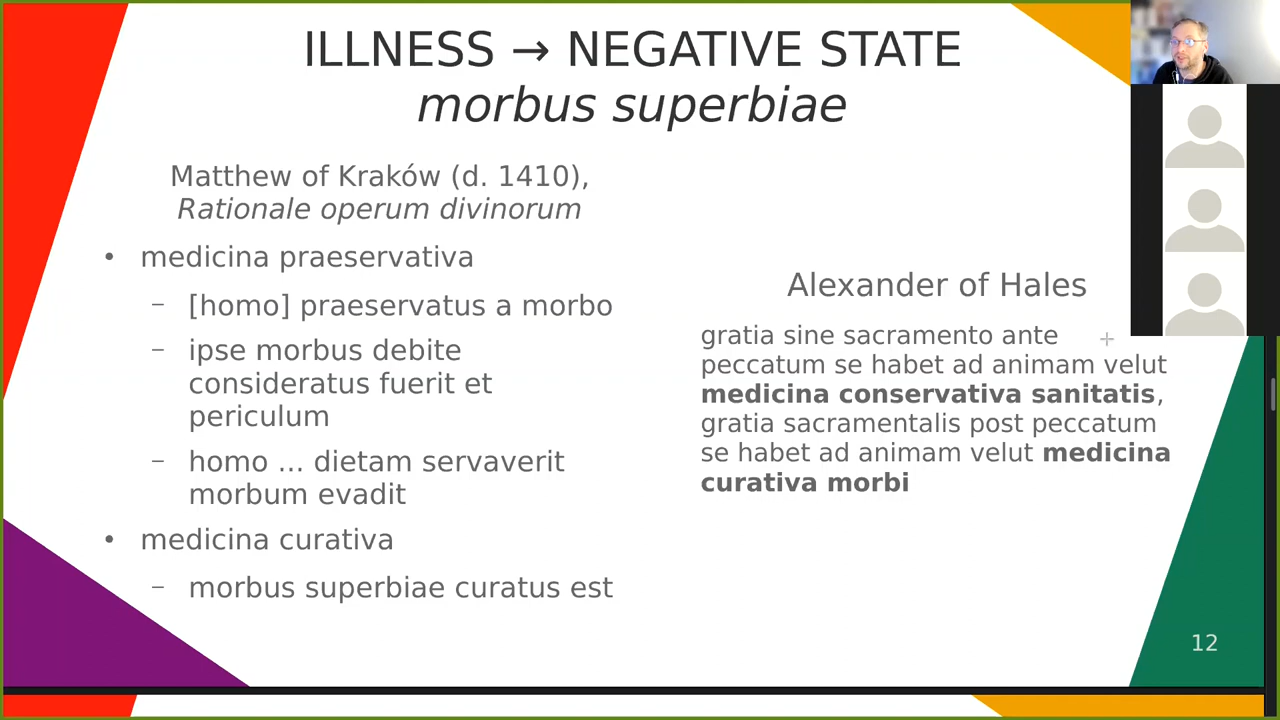 ILLNESS → NEGATIVE STATE
morbus superbiae
Matthew of Kraków (d. 1410),
Rationale operum divinorum
• medicina praeservativa
– [homo] praeservatus a morbo
– ipse morbus debite
consideratus fuerit et
periculum
– homo ... dietam servaverit
morbum evadit
• medicina curativa
– morbus superbiae curatus est
Alexander of Hales
gratia sine sacramento ante
peccatum se habet ad animam velut
medicina conservativa sanitatis,
gratia sacramentalis post peccatum
se habet ad animam velut medicina
curativa morbi
12